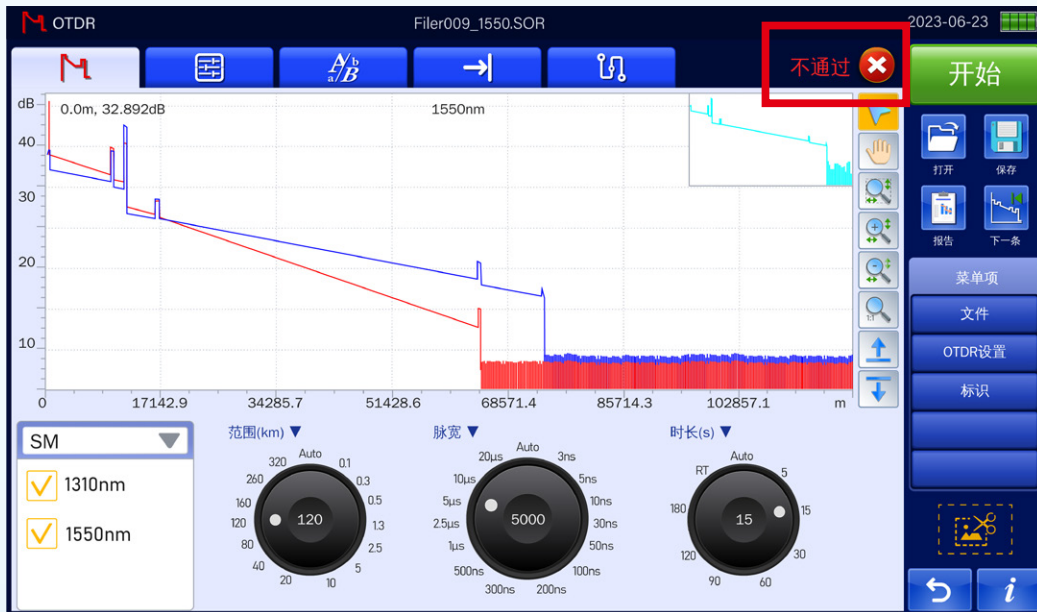 OTDR
Filer009_1550.SOR
2023-06-23
A/B b a/B
不通过
开始
dB
0.0m, 32.892dB
1550nm
40
30
20
10
0
17142.9
34285.7
51428.6
68571.4
85714.3
102857.1
m
1:1
打开
保存
报告
下一条
菜单项
文件
OTDR设置
标识
SM
1310nm
1550nm
范围(km)
Auto
0.1
0.3
0.5
1.3
2.5
5
10
20
40
80
120
160
260
320
120
脉宽
Auto
3ns
5ns
10ns
30ns
50ns
100ns
200ns
300ns
500ns
1µs
2.5µs
5µs
10µs
20µs
5000
时长(s)
Auto
5
15
30
60
90
120
180
RT
15
i